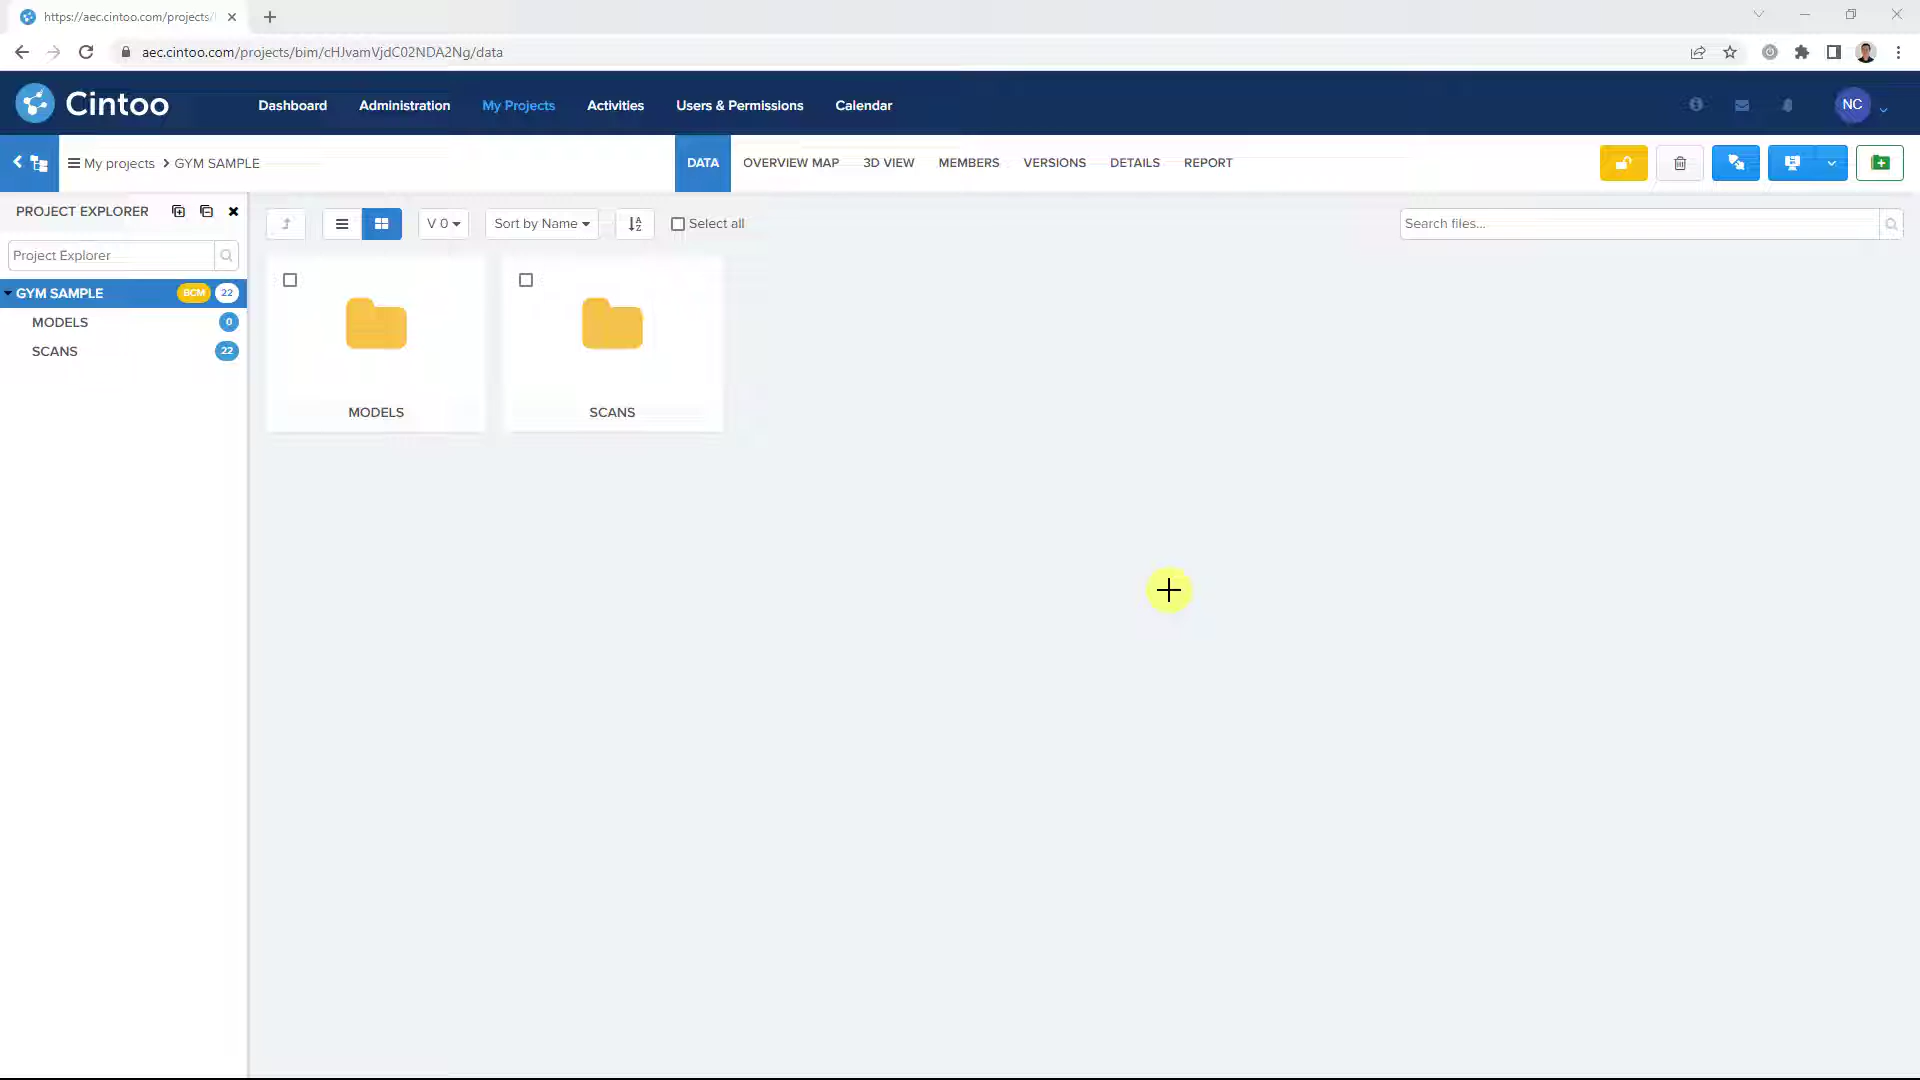 https://aec.cintoo.com/projects/
aec.cintoo.com/projects/bim/cHJvamVjdC02NDA2Ng/data
Cintoo
Dashboard
Administration
My Projects
Activities
Users & Permissions
Calendar
NC
My projects
GYM SAMPLE
DATA
OVERVIEW MAP
3D VIEW
MEMBERS
VERSIONS
DETAILS
REPORT
PROJECT EXPLORER
V 0
Sort by Name
Select all
Search files...
Project Explorer
GYM SAMPLE
BCM
22
MODELS
0
SCANS
22
MODELS
SCANS